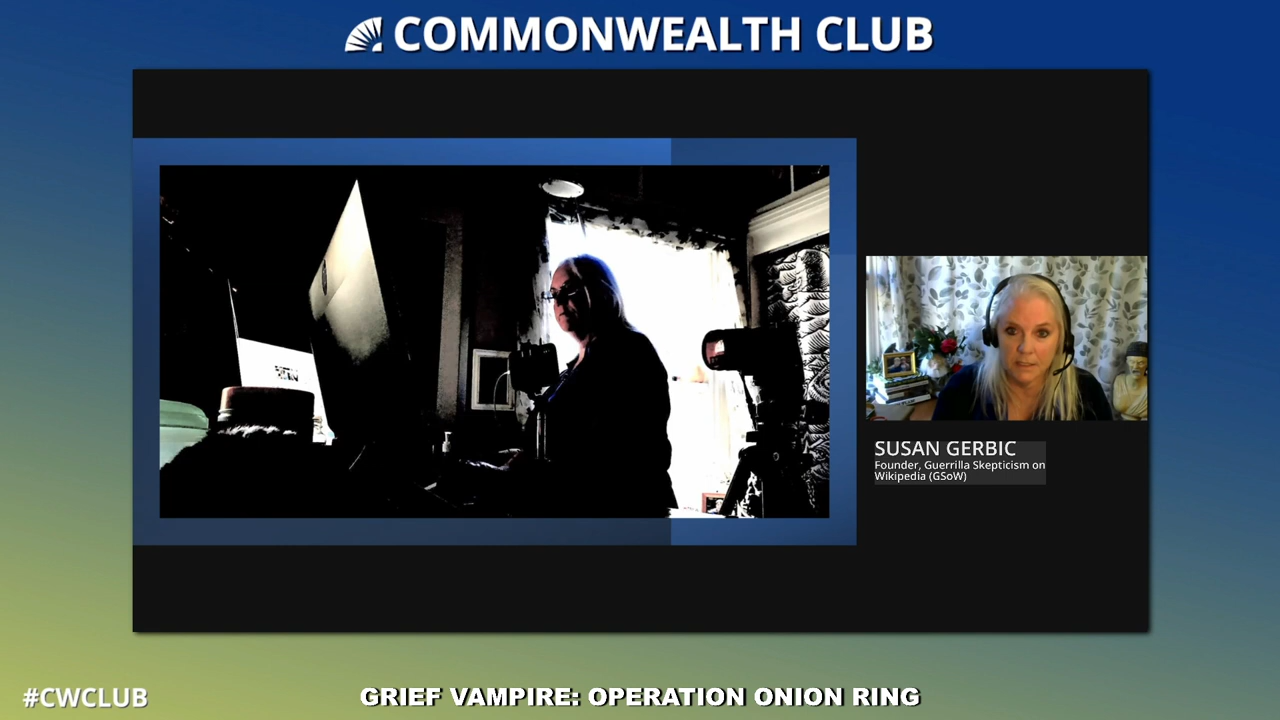 COMMONWEALTH CLUB
SUSAN GERBIC
Founder, Guerrilla Skepticism on
Wikipedia (GSoW)
#CWCLUB
GRIEF VAMPIRE: OPERATION ONION RING